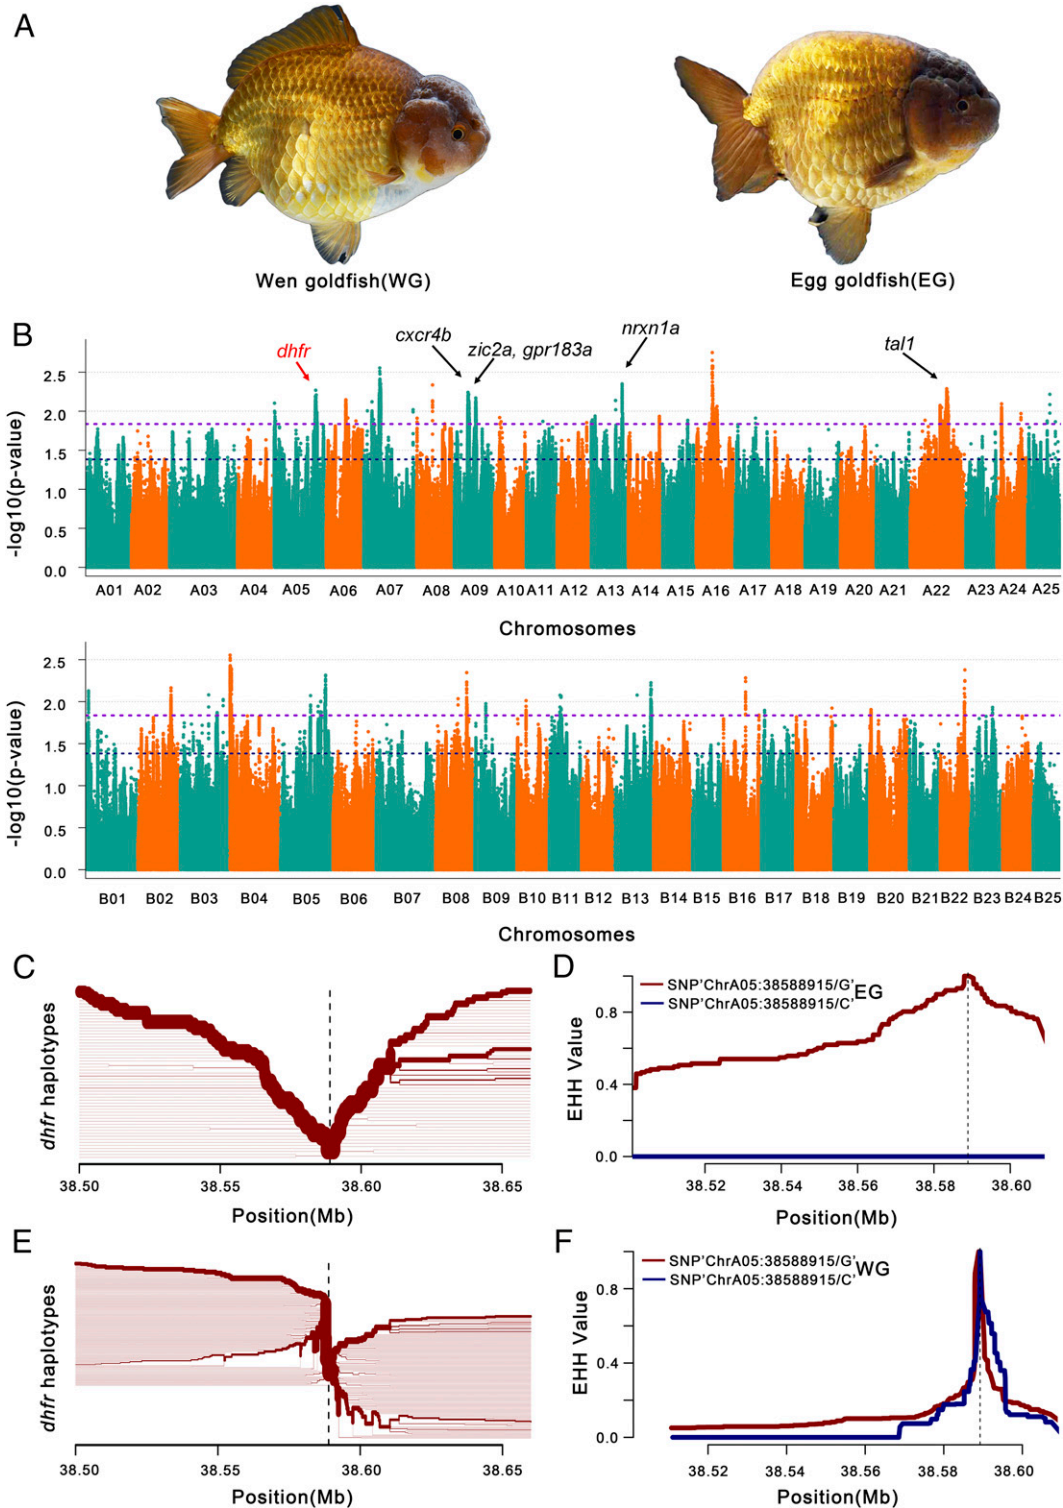 A
Wen goldfish(WG)
Egg goldfish(EG)
B
dhfr
cxcr4b
zic2a, gpr183a
nrxn1a
tal1
-log10(p-value)
2.5
2.0
1.5
1.0
0.5
0.0
A01 A02 A03 A04 A05 A06 A07 A08 A09 A10 A11 A12 A13 A14 A15 A16 A17 A18 A19 A20 A21 A22 A23 A24 A25
Chromosomes
-log10(p-value)
2.5
2.0
1.5
1.0
0.5
0.0
B01 B02 B03 B04 B05 B06 B07 B08 B09 B10 B11 B12 B13 B14 B15 B16 B17 B18 B19 B20 B21 B22 B23 B24 B25
Chromosomes
C
dhfr haplotypes
38.50 38.55 38.60 38.65
Position(Mb)
D
SNP'ChrA05:38588915/G'
SNP'ChrA05:38588915/C'
EG
EHH Value
0.8
0.4
0.0
38.52 38.54 38.56 38.58 38.60
Position(Mb)
E
dhfr haplotypes
38.50 38.55 38.60 38.65
Position(Mb)
F
SNP'ChrA05:38588915/G'
SNP'ChrA05:38588915/C'
WG
EHH Value
0.8
0.4
0.0
38.52 38.54 38.56 38.58 38.60
Position(Mb)